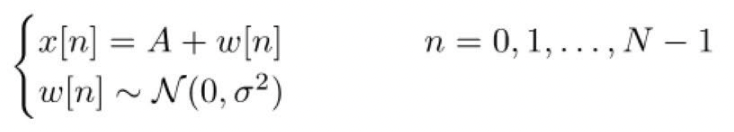 x[n] = A + w[n] n = 0, 1, . . . , N − 1
w[n] ∼ 𝒩(0, σ²)